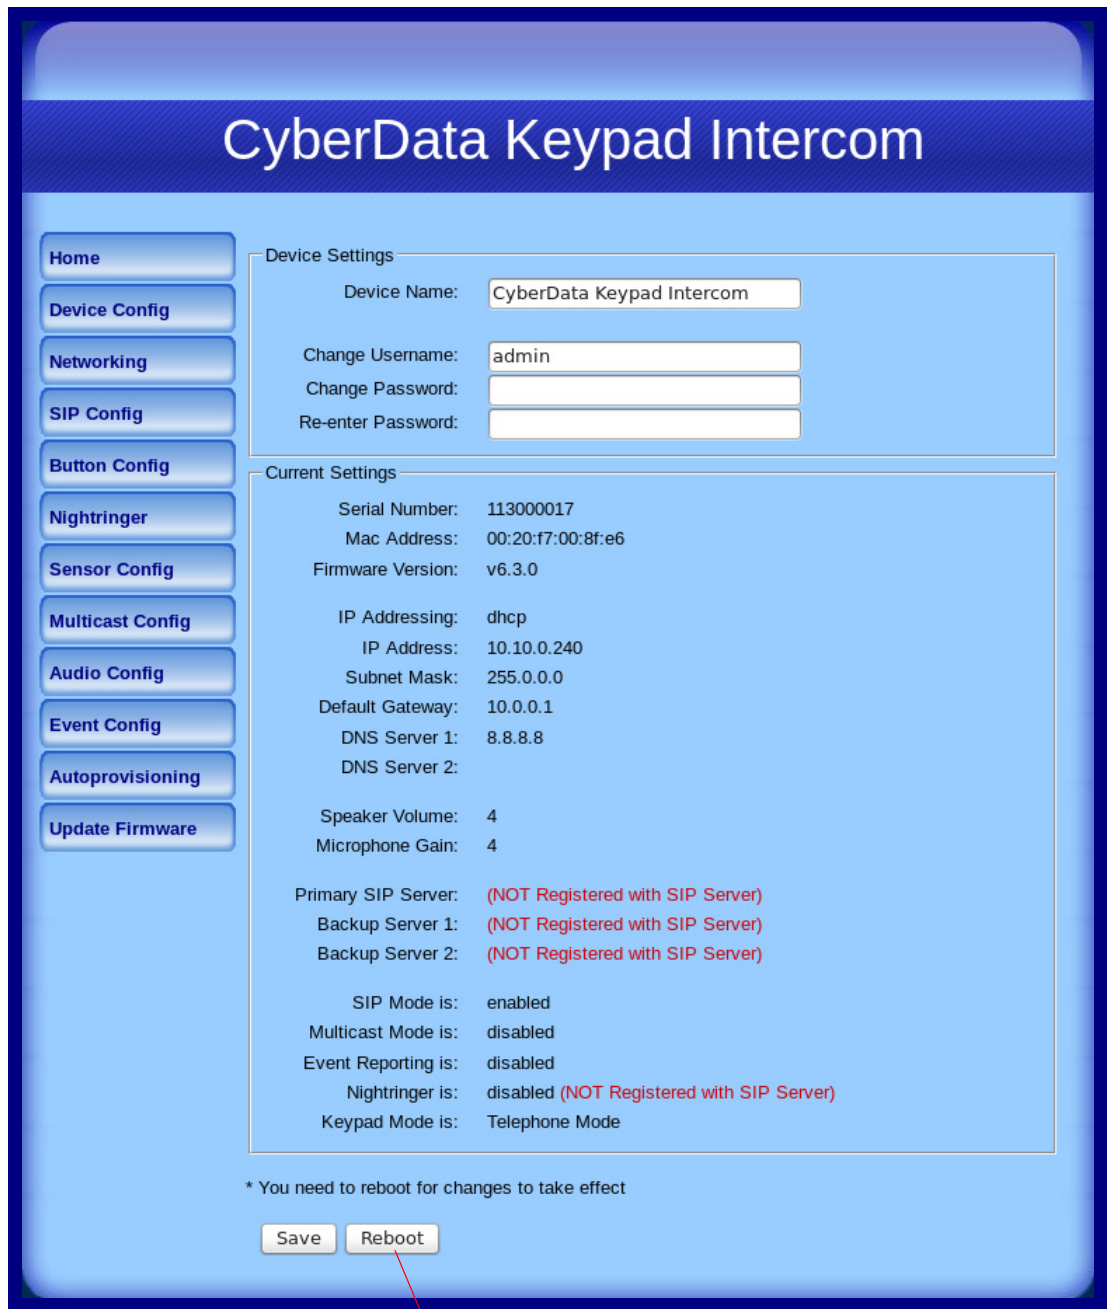 CyberData Keypad Intercom
Home
Device Config
Networking
SIP Config
Button Config
Nightringer
Sensor Config
Multicast Config
Audio Config
Event Config
Autoprovisioning
Update Firmware
Device Settings
Device Name: CyberData Keypad Intercom
Change Username: admin
Change Password:
Re-enter Password:
Current Settings
Serial Number: 113000017
Mac Address: 00:20:f7:00:8f:e6
Firmware Version: v6.3.0
IP Addressing: dhcp
IP Address: 10.10.0.240
Subnet Mask: 255.0.0.0
Default Gateway: 10.0.0.1
DNS Server 1: 8.8.8.8
DNS Server 2:
Speaker Volume: 4
Microphone Gain: 4
Primary SIP Server: (NOT Registered with SIP Server)
Backup Server 1: (NOT Registered with SIP Server)
Backup Server 2: (NOT Registered with SIP Server)
SIP Mode is: enabled
Multicast Mode is: disabled
Event Reporting is: disabled
Nightringer is: disabled (NOT Registered with SIP Server)
Keypad Mode is: Telephone Mode
* You need to reboot for changes to take effect
Save Reboot